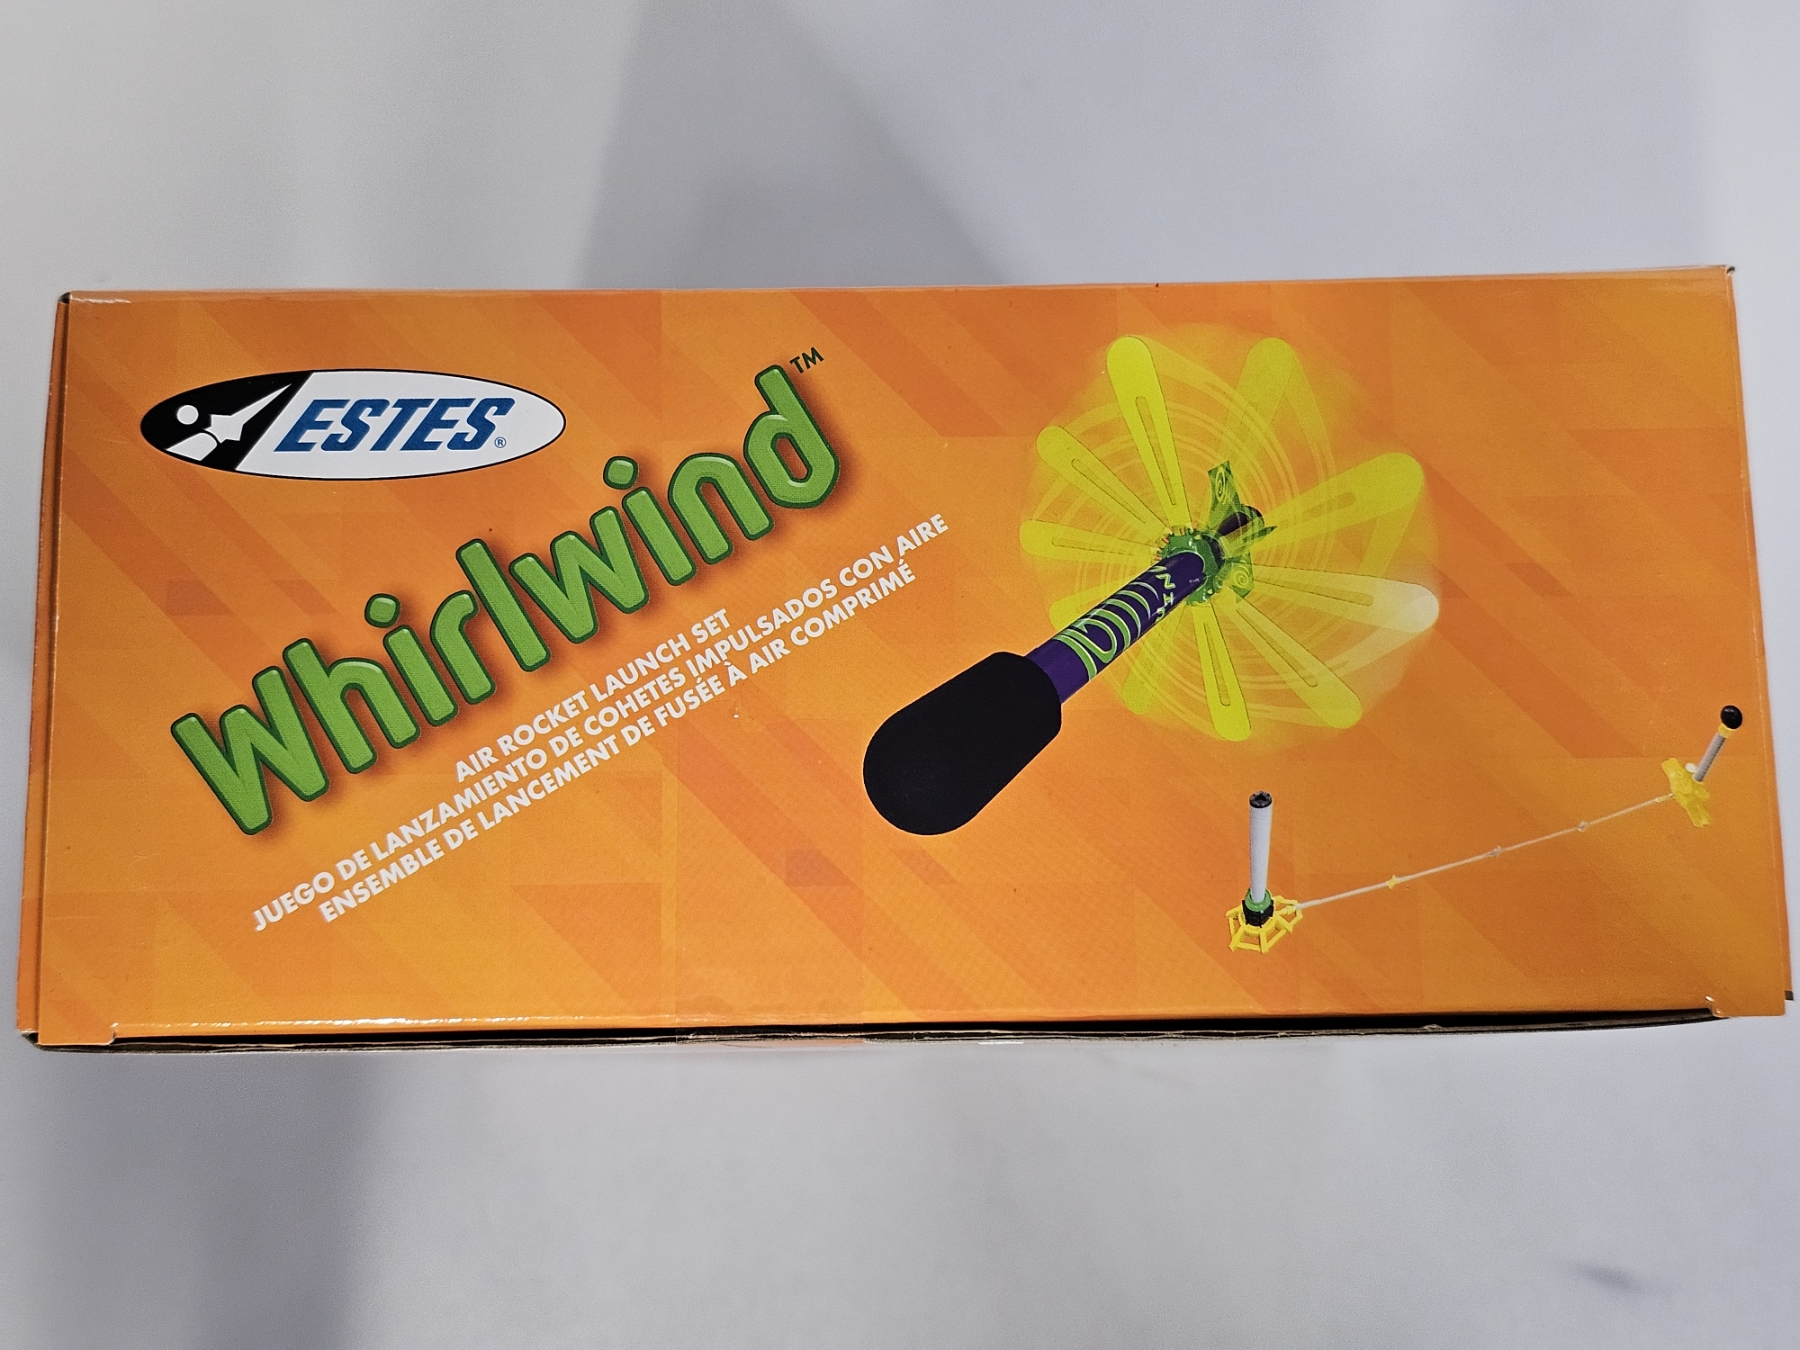 ESTES®
Whirlwind™
AIR ROCKET LAUNCH SET
JUEGO DE LANZAMIENTO DE COHETES IMPULSADOS CON AIRE
ENSEMBLE DE LANCEMENT DE FUSÉE À AIR COMPRIMÉ